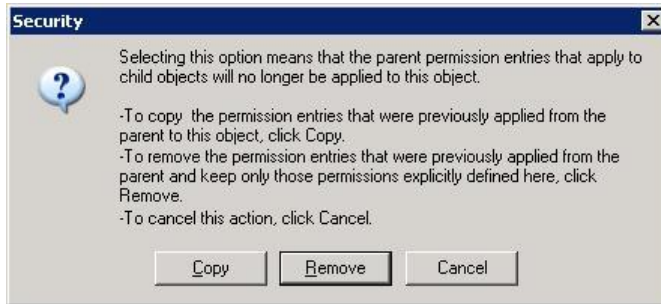 Security
Selecting this option means that the parent permission entries that apply to
child objects will no longer be applied to this object.
-To copy the permission entries that were previously applied from the
parent to this object, click Copy.
-To remove the permission entries that were previously applied from the
parent and keep only those permissions explicitly defined here, click
Remove.
-To cancel this action, click Cancel.
Copy Remove Cancel